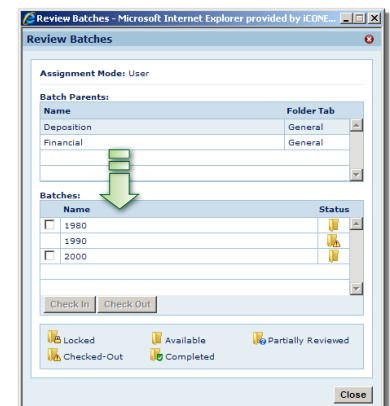 Review Batches - Microsoft Internet Explorer provided by iCONE...
Review Batches
Assignment Mode: User
Batch Parents:
Name Folder Tab
Deposition General
Financial General
Batches:
Name Status
1980
1990
2000
Check In Check Out
Locked Available Partially Reviewed
Checked-Out Completed
Close